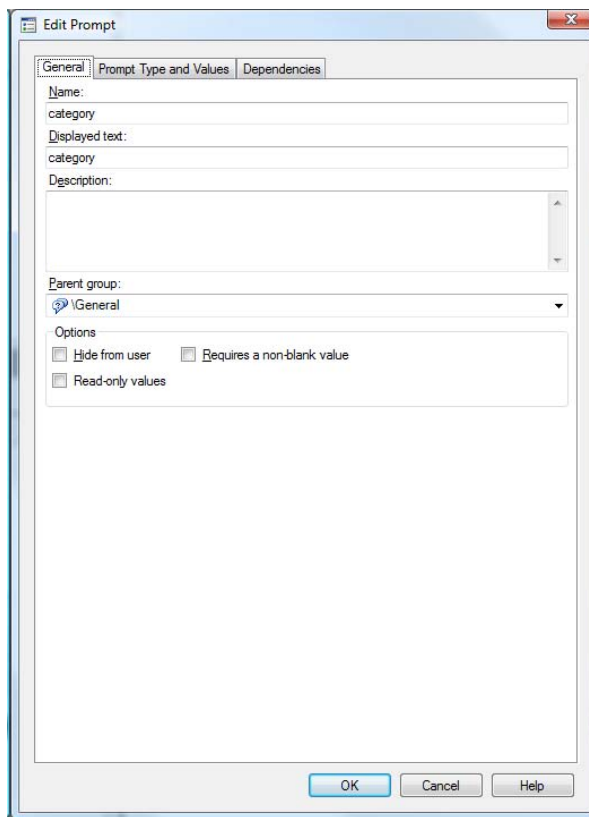 Edit Prompt
General Prompt Type and Values Dependencies
Name:
category
Displayed text:
category
Description:
Parent group:
\General
Options
Hide from user Requires a non-blank value
Read-only values
OK Cancel Help